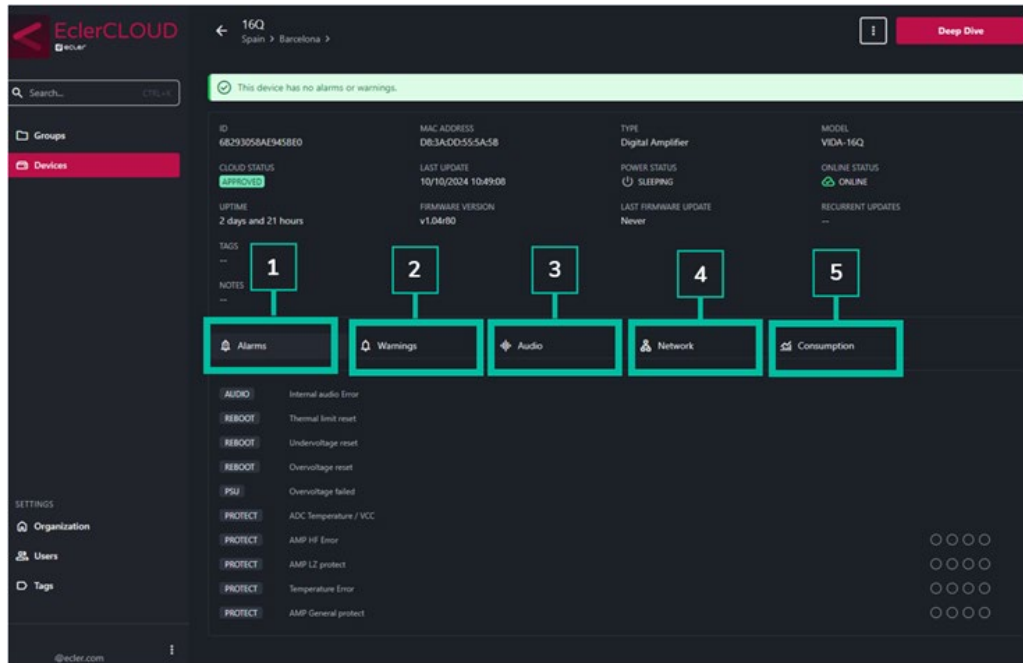 EclerCLOUD
ecler
Search... CTRL+K
Groups
Devices
SETTINGS
Organization
Users
Tags
@ecler.com
16Q
Spain > Barcelona >
Deep Dive
This device has no alarms or warnings.
ID MAC ADDRESS TYPE MODEL
68293058AE945BE0 D8:3A:DD:55:5A:58 Digital Amplifier VIDA-16Q
CLOUD STATUS LAST UPDATE POWER STATUS ONLINE STATUS
APPROVED 10/10/2024 10:49:08 SLEEPING ONLINE
UPTIME FIRMWARE VERSION LAST FIRMWARE UPDATE RECURRENT UPDATES
2 days and 21 hours v1.04r80 Never --
TAGS
--
NOTES
--
1 2 3 4 5
Alarms Warnings Audio Network Consumption
AUDIO Internal audio Error
REBOOT Thermal limit reset
REBOOT Undervoltage reset
REBOOT Overvoltage reset
PSU Overvoltage failed
PROTECT ADC Temperature / VCC
PROTECT AMP HF Error
PROTECT AMP LZ protect
PROTECT Temperature Error
PROTECT AMP General protect